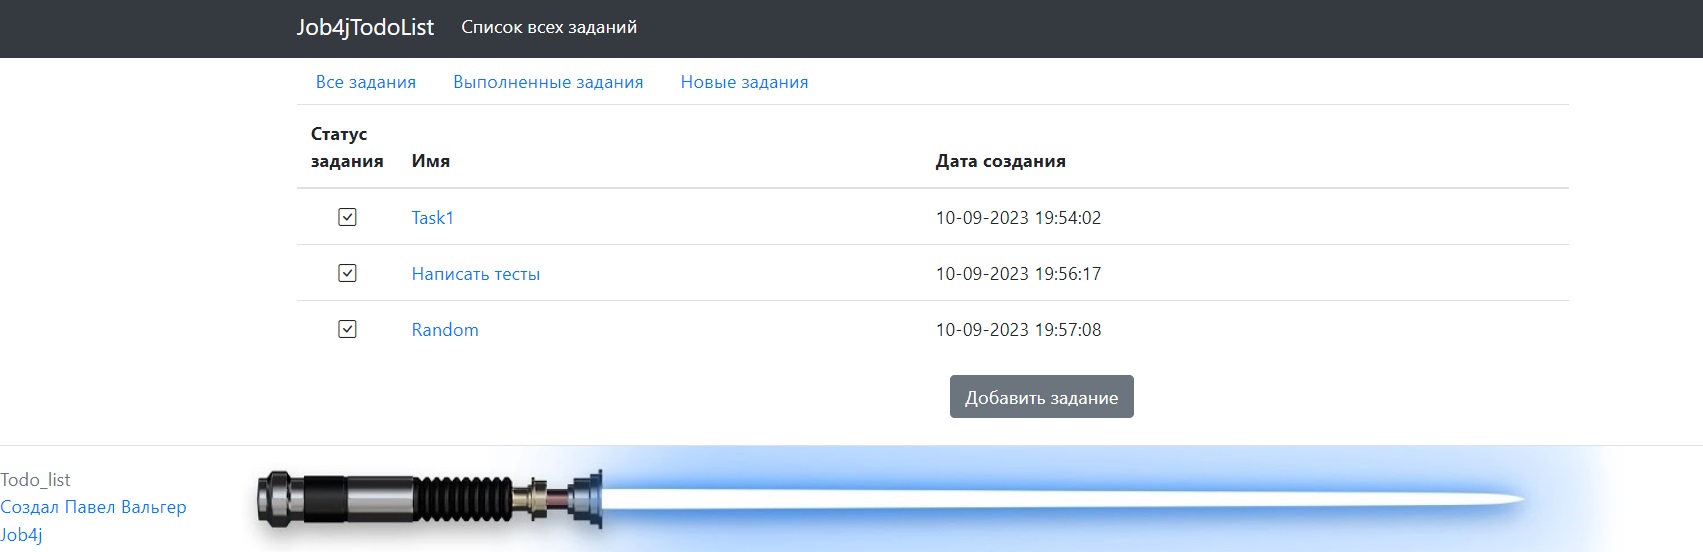 Job4jTodoList Список всех заданий
Все задания Выполненные задания Новые задания
Статус
задания Имя Дата создания
Task1 10-09-2023 19:54:02
Написать тесты 10-09-2023 19:56:17
Random 10-09-2023 19:57:08
Добавить задание
Todo_list
Создал Павел Вальгер
Job4j